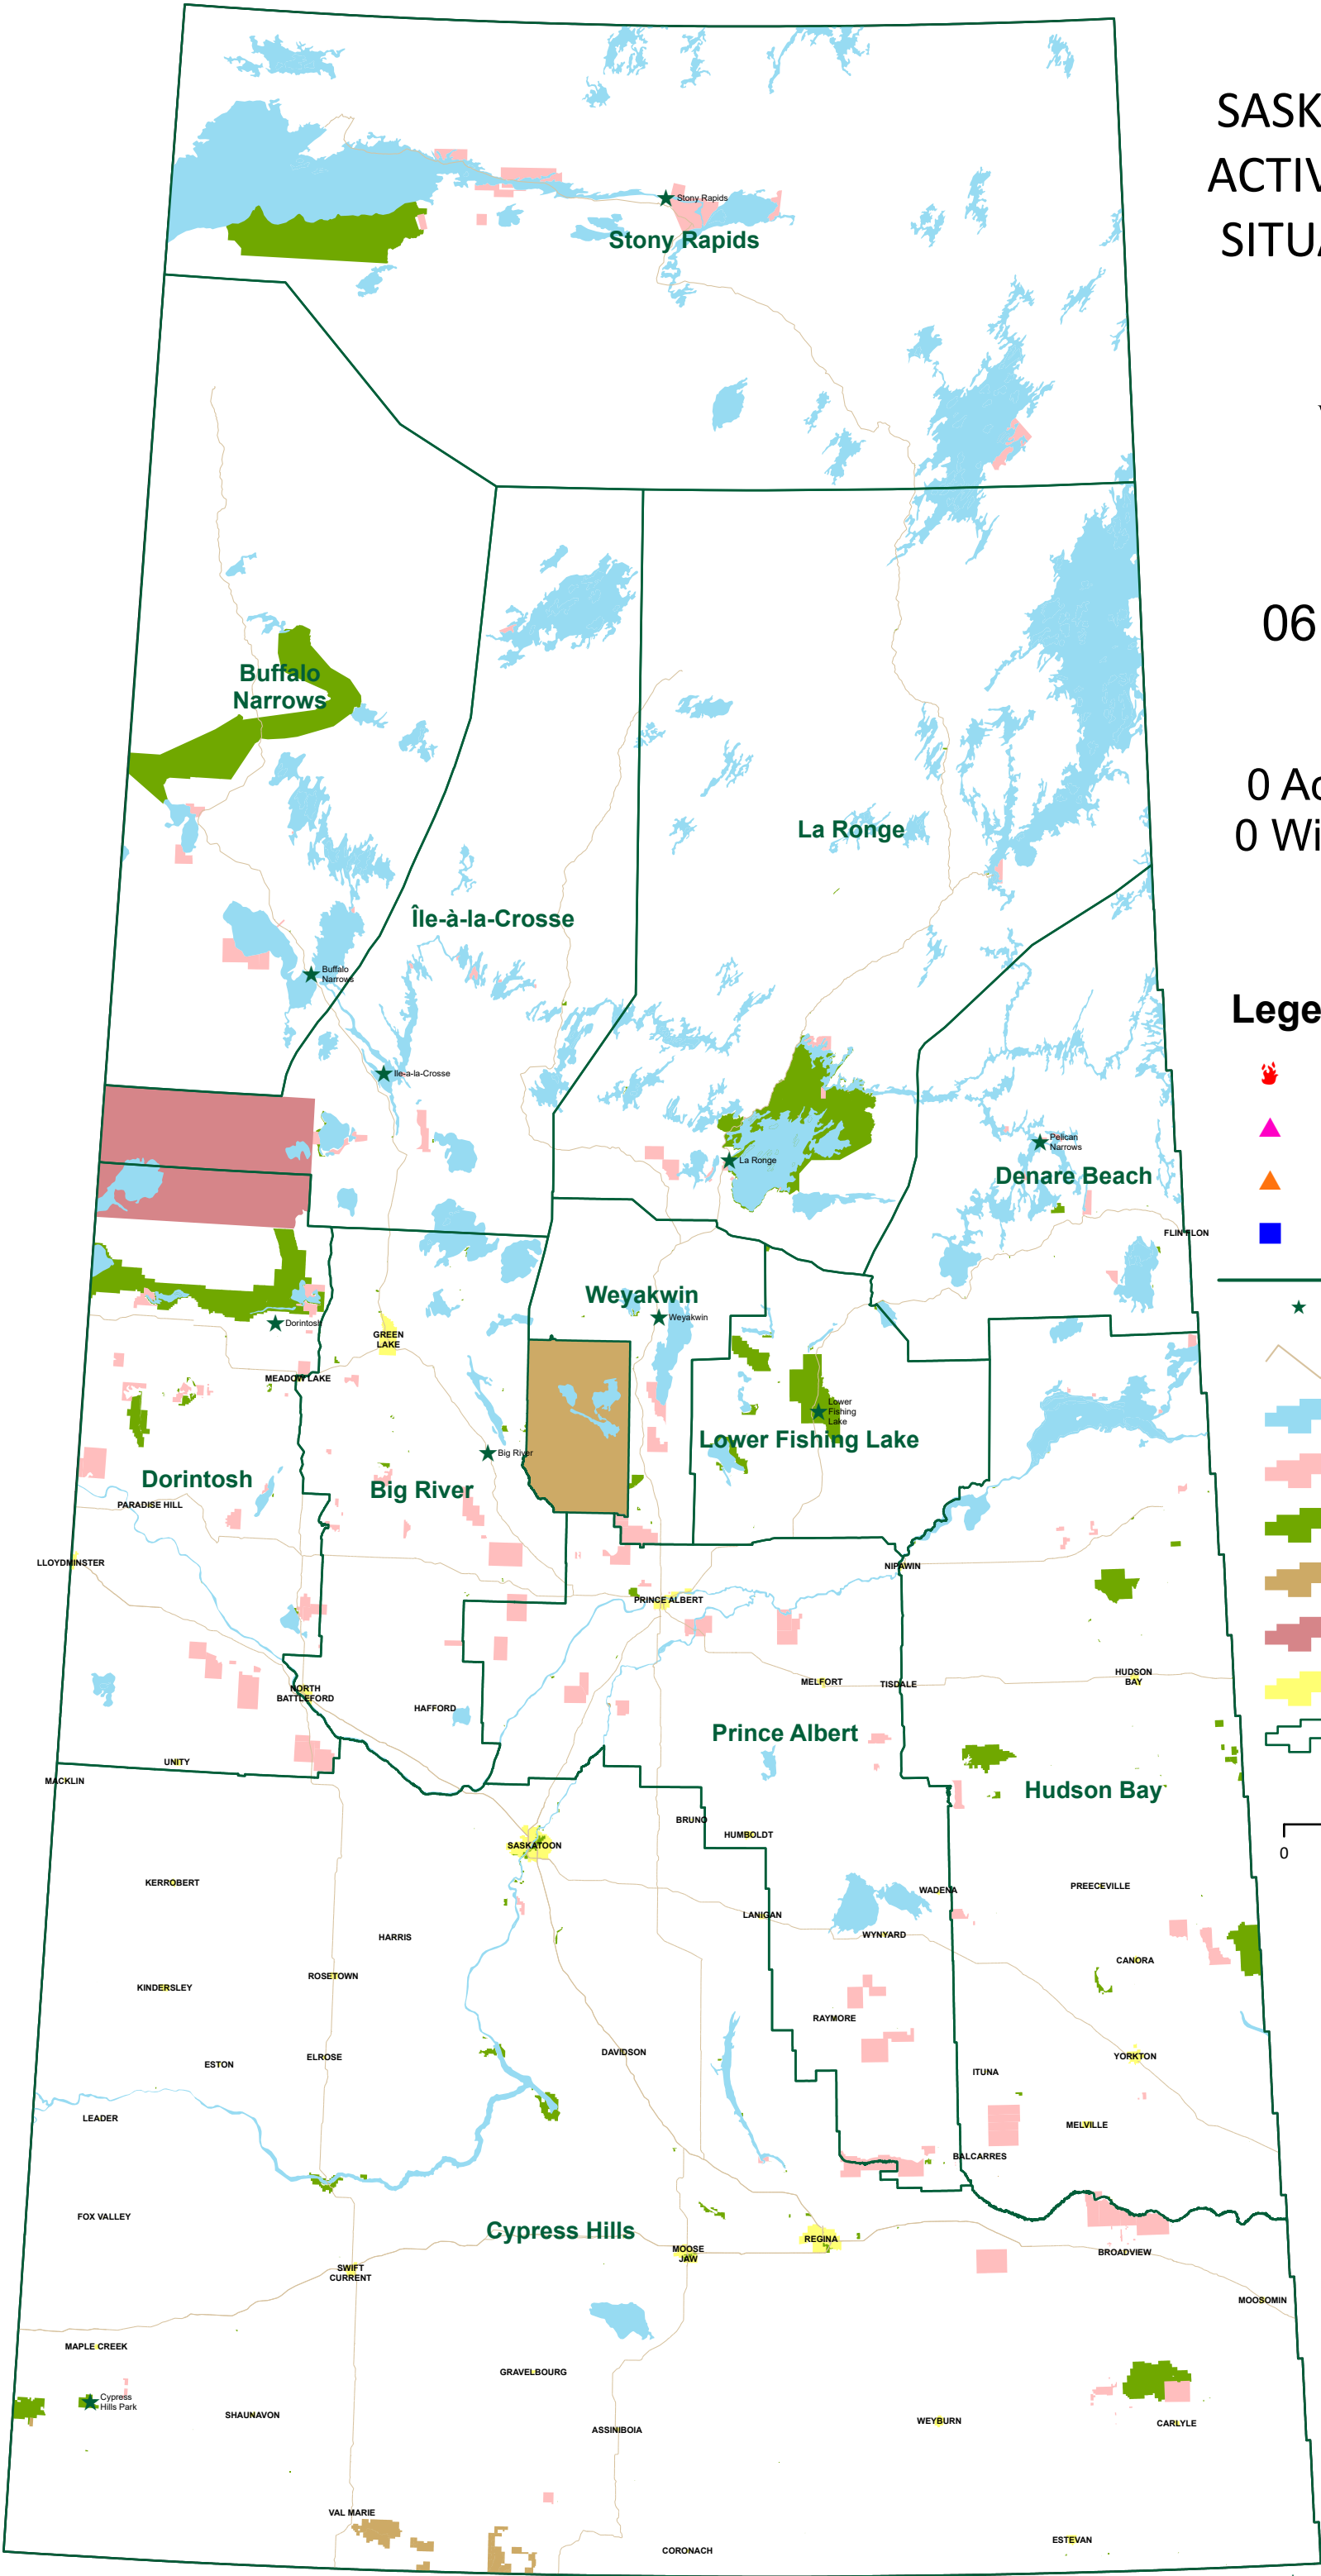 SASK
ACTIV
SITUA
Stony Rapids
Stony Rapids
06
Buffalo
Narrows
0 Ac
0 Wi
La Ronge
Île-à-la-Crosse
Buffalo
Narrows
Lege
Ile-a-la-Crosse
La Ronge
Pelican
Narrows
Denare Beach
FLIN FLON
Weyakwin
Weyakwin
Dorintosh
GREEN
LAKE
MEADOW LAKE
Lower
Fishing
Lake
Lower Fishing Lake
Big River
Dorintosh
Big River
PARADISE HILL
LLOYDMINSTER
NIPAWIN
PRINCE ALBERT
HUDSON
BAY
MELFORT
TISDALE
NORTH
BATTLEFORD
HAFFORD
Prince Albert
UNITY
MACKLIN
Hudson Bay
BRUNO
HUMBOLDT
SASKATOON
0
KERROBERT
PREECEVILLE
WADENA
LANIGAN
WYNYARD
HARRIS
CANORA
ROSETOWN
KINDERSLEY
RAYMORE
DAVIDSON
YORKTON
ELROSE
ESTON
ITUNA
LEADER
MELVILLE
BALCARRES
FOX VALLEY
Cypress Hills
REGINA
MOOSE
JAW
BROADVIEW
SWIFT
CURRENT
MOOSOMIN
MAPLE CREEK
GRAVELBOURG
Cypress
Hills Park
SHAUNAVON
WEYBURN
CARLYLE
ASSINIBOIA
VAL MARIE
ESTEVAN
CORONACH